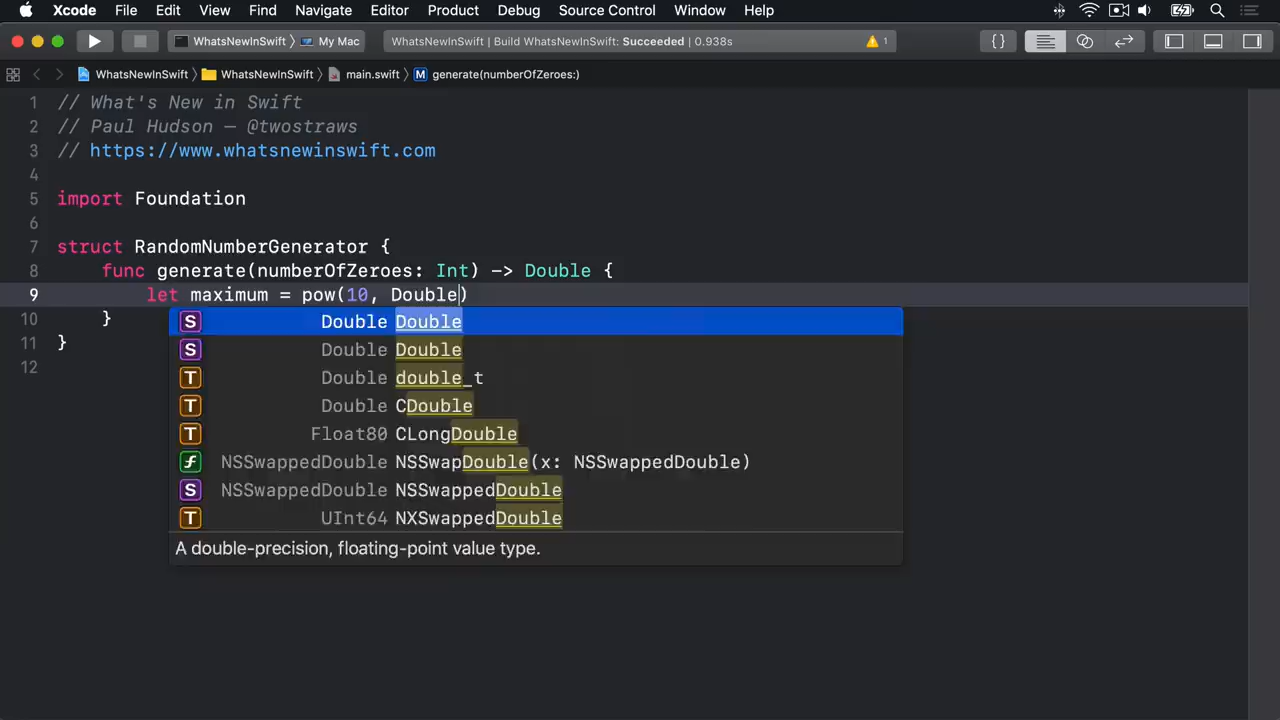 Xcode File Edit View Find Navigate Editor Product Debug Source Control Window Help
WhatsNewInSwift My Mac WhatsNewInSwift | Build WhatsNewInSwift: Succeeded | 0.938s 1 {}
WhatsNewInSwift WhatsNewInSwift main.swift M generate(numberOfZeroes:)
1 // What's New in Swift
2 // Paul Hudson — @twostraws
3 // https://www.whatsnewinswift.com
4
5 import Foundation
6
7 struct RandomNumberGenerator {
8 func generate(numberOfZeroes: Int) -> Double {
9 let maximum = pow(10, Double)
10 }
11 }
12
S Double Double
S Double Double
T Double double_t
T Double CDouble
T Float80 CLongDouble
f NSSwappedDouble NSSwapDouble(x: NSSwappedDouble)
S NSSwappedDouble NSSwappedDouble
T UInt64 NXSwappedDouble
A double-precision, floating-point value type.